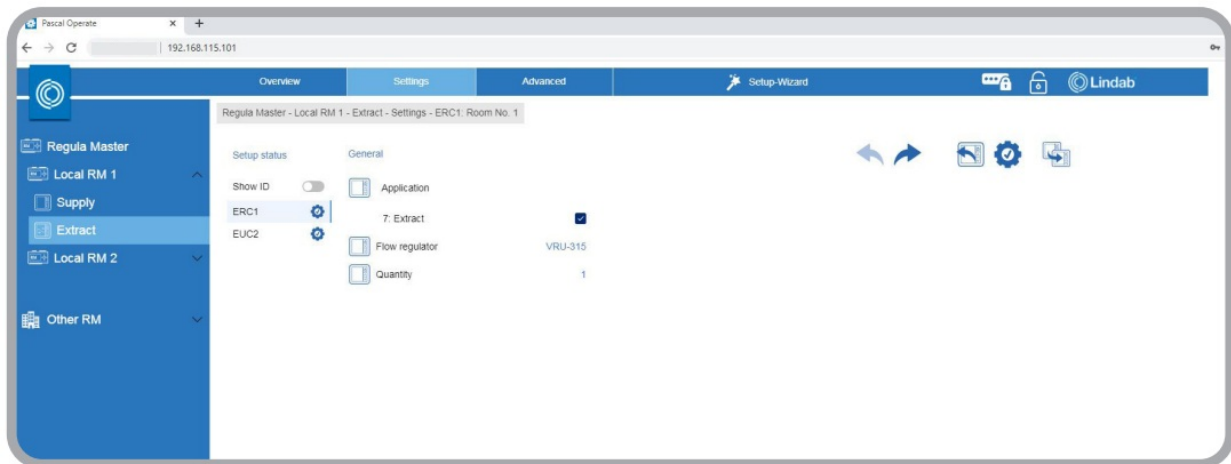 Pascal Operate
192.168.115.101
Overview Settings Advanced Setup-Wizard Lindab
Regula Master - Local RM 1 - Extract - Settings - ERC1: Room No. 1
Regula Master
Local RM 1
Supply
Extract
Local RM 2
Other RM
Setup status
Show ID
ERC1
EUC2
General
Application
7: Extract
Flow regulator VRU-315
Quantity 1